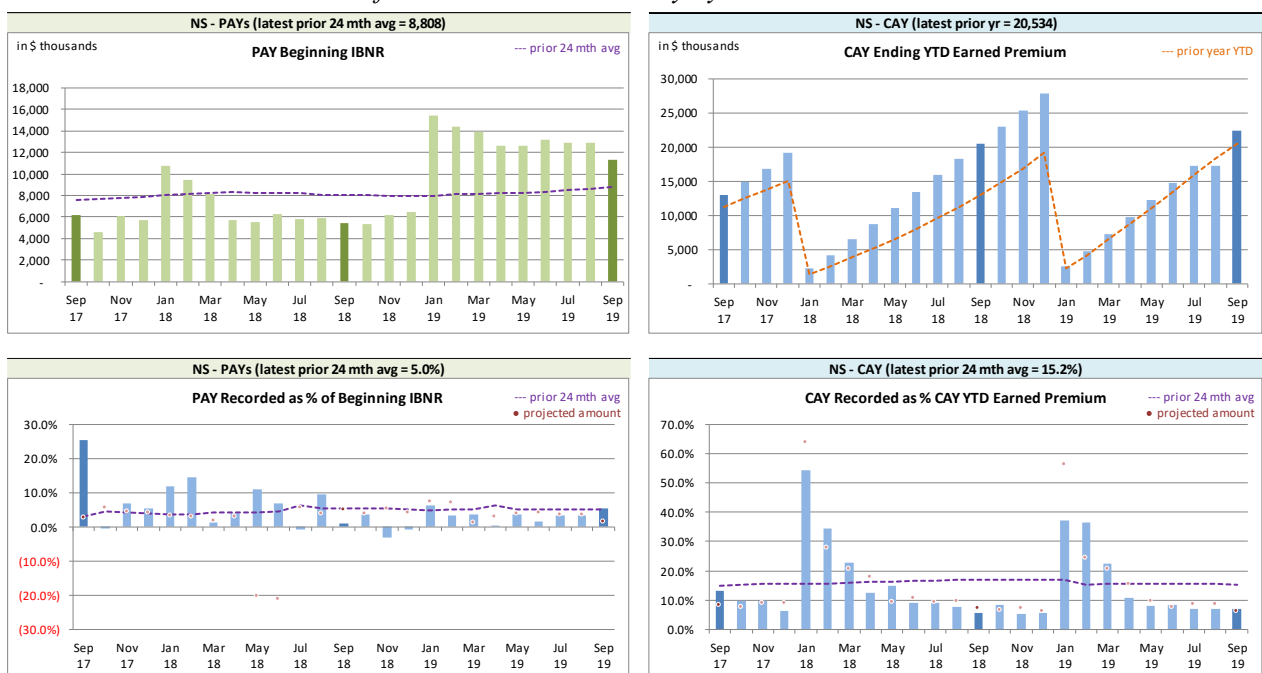 NS - PAYs (latest prior 24 mth avg = 8,808)
in $ thousands
PAY Beginning IBNR
--- prior 24 mth avg
18,000
16,000
14,000
12,000
10,000
8,000
6,000
4,000
2,000
-
Sep Nov Jan Mar May Jul Sep Nov Jan Mar May Jul Sep
17 17 18 18 18 18 18 18 19 19 19 19 19
NS - CAY (latest prior yr = 20,534)
in $ thousands
CAY Ending YTD Earned Premium
--- prior year YTD
30,000
25,000
20,000
15,000
10,000
5,000
-
Sep Nov Jan Mar May Jul Sep Nov Jan Mar May Jul Sep
17 17 18 18 18 18 18 18 19 19 19 19 19
NS - PAYs (latest prior 24 mth avg = 5.0%)
PAY Recorded as % of Beginning IBNR
--- prior 24 mth avg
• projected amount
30.0%
20.0%
10.0%
0.0%
(10.0%)
(20.0%)
(30.0%)
Sep Nov Jan Mar May Jul Sep Nov Jan Mar May Jul Sep
17 17 18 18 18 18 18 18 19 19 19 19 19
NS - CAY (latest prior 24 mth avg = 15.2%)
CAY Recorded as % CAY YTD Earned Premium
--- prior 24 mth avg
• projected amount
70.0%
60.0%
50.0%
40.0%
30.0%
20.0%
10.0%
0.0%
Sep Nov Jan Mar May Jul Sep Nov Jan Mar May Jul Sep
17 17 18 18 18 18 18 18 19 19 19 19 19